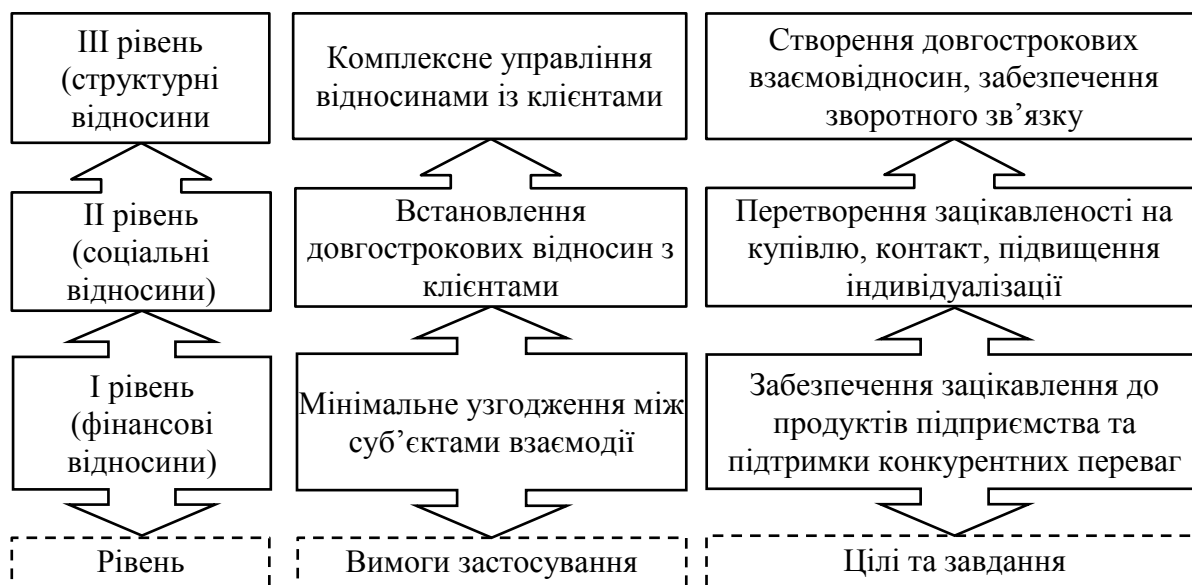 ІІІ рівень
(структурні
відносини
Комплексне управління
відносинами із клієнтами
Створення довгострокових
взаємовідносин, забезпечення
зворотного зв’язку
ІІ рівень
(соціальні
відносини)
Встановлення
довгострокових відносин з
клієнтами
Перетворення зацікавленості на
купівлю, контакт, підвищення
індивідуалізації
І рівень
(фінансові
відносини)
Мінімальне узгодження між
суб’єктами взаємодії
Забезпечення зацікавлення до
продуктів підприємства та
підтримки конкурентних переваг
Рівень
Вимоги застосування
Цілі та завдання